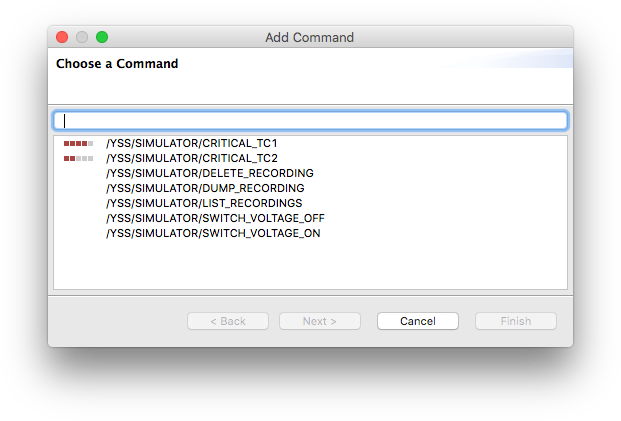 Add Command
Choose a Command
/YSS/SIMULATOR/CRITICAL_TC1
/YSS/SIMULATOR/CRITICAL_TC2
/YSS/SIMULATOR/DELETE_RECORDING
/YSS/SIMULATOR/DUMP_RECORDING
/YSS/SIMULATOR/LIST_RECORDINGS
/YSS/SIMULATOR/SWITCH_VOLTAGE_OFF
/YSS/SIMULATOR/SWITCH_VOLTAGE_ON
< Back Next > Cancel Finish